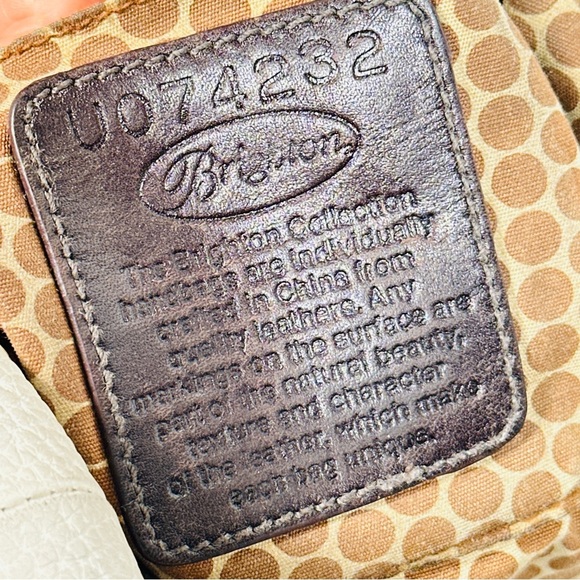 U074232
Brighton
The Brighton Collection
handbags are individually
crafted in China from
quality leathers. Any
markings on the surface are
part of the natural beauty,
texture and character
of the leather, which make
each bag unique.